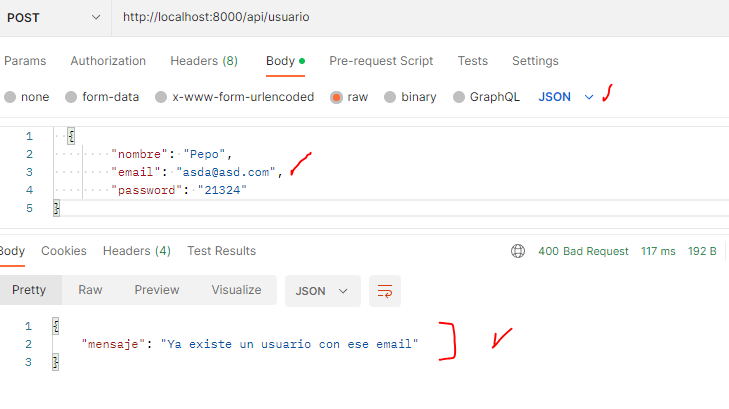 POST http://localhost:8000/api/usuario
Params Authorization Headers (8) Body Pre-request Script Tests Settings
none form-data x-www-form-urlencoded raw binary GraphQL JSON
1 {
2 "nombre": "Pepo",
3 "email": "asda@asd.com",
4 "password": "21324"
5 }
Body Cookies Headers (4) Test Results 400 Bad Request 117 ms 192 B
Pretty Raw Preview Visualize JSON
1 {
2 "mensaje": "Ya existe un usuario con ese email"
3 }